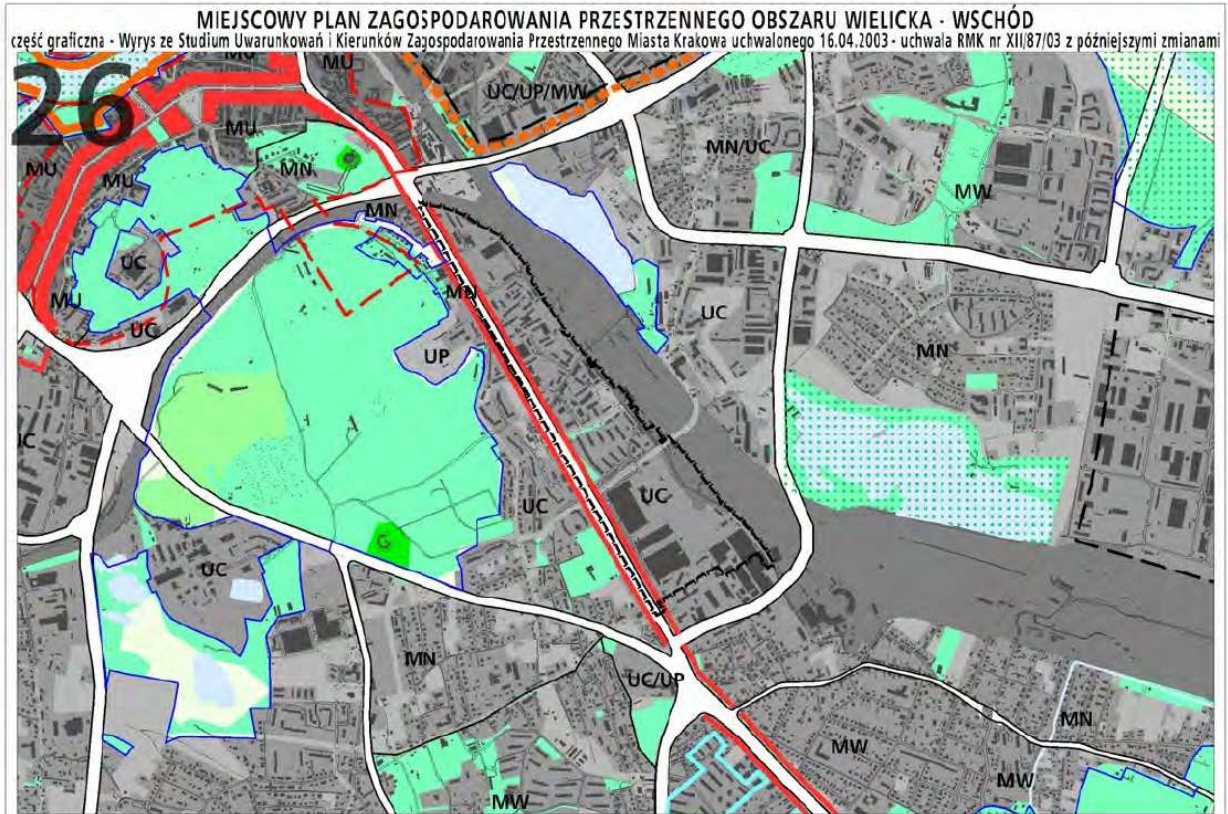 MIEJSCOWY PLAN ZAGOSPODAROWANIA PRZESTRZENNEGO OBSZARU WIELICKA - WSCHÓD
część graficzna - Wyrys ze Studium Uwarunkowań i Kierunków Zagospodarowania Przestrzennego Miasta Krakowa uchwalonego 16.04.2003 - uchwala RMK nr XII/87/03 z późniejszymi zmianami
26
MU
MU
UC/UP/MW
MU
MU
MU
MN
MN/UC
MW
MN
UC
MU
UC
MN
UC
MN
UP
UC
UC
UC
UC
MN
UC/UP
MN
MW
MW
MW